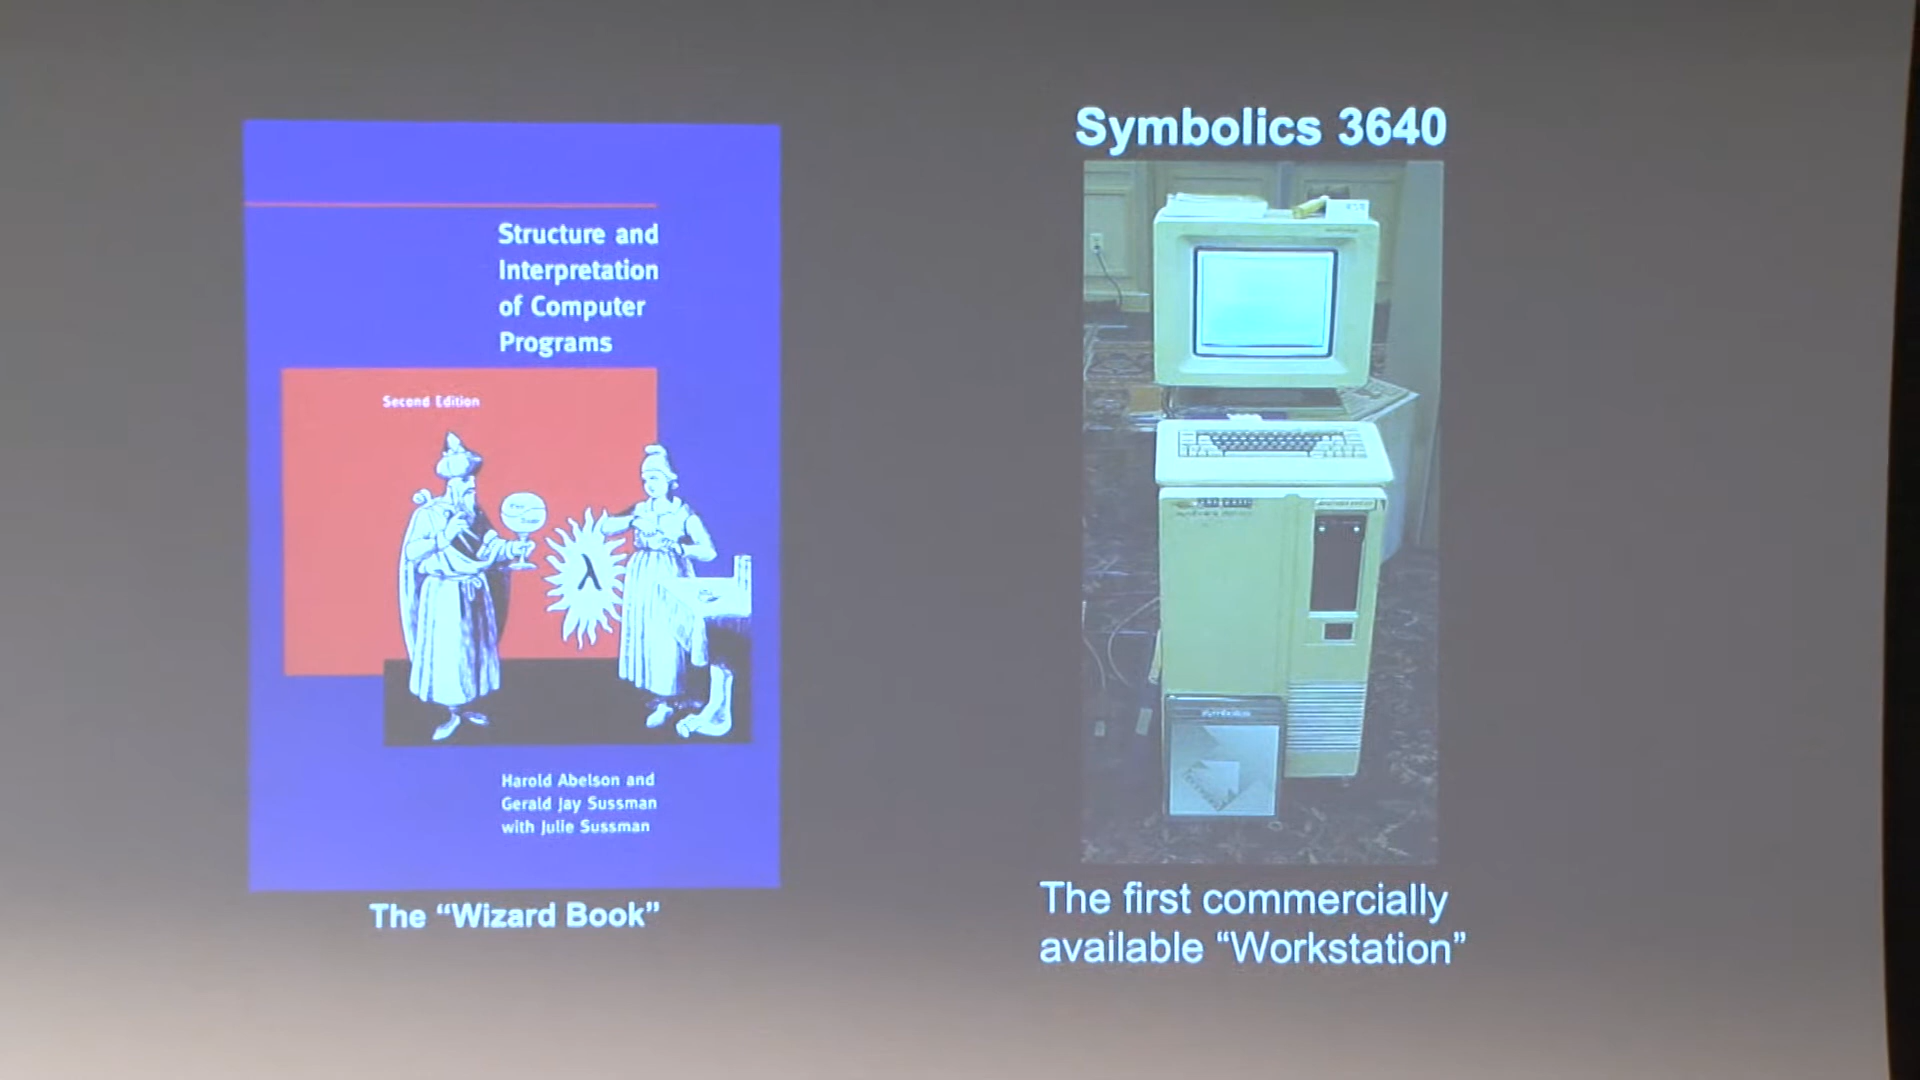 Structure and
Interpretation
of Computer
Programs
Second Edition
λ
Harold Abelson and
Gerald Jay Sussman
with Julie Sussman
The “Wizard Book”
Symbolics 3640
symbolics
The first commercially
available “Workstation”